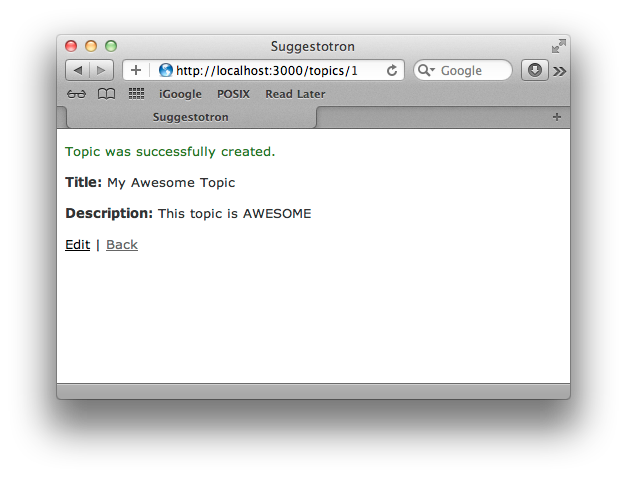 Suggestotron
http://localhost:3000/topics/1
Google
iGoogle POSIX Read Later
Suggestotron
Topic was successfully created.
Title: My Awesome Topic
Description: This topic is AWESOME
Edit | Back